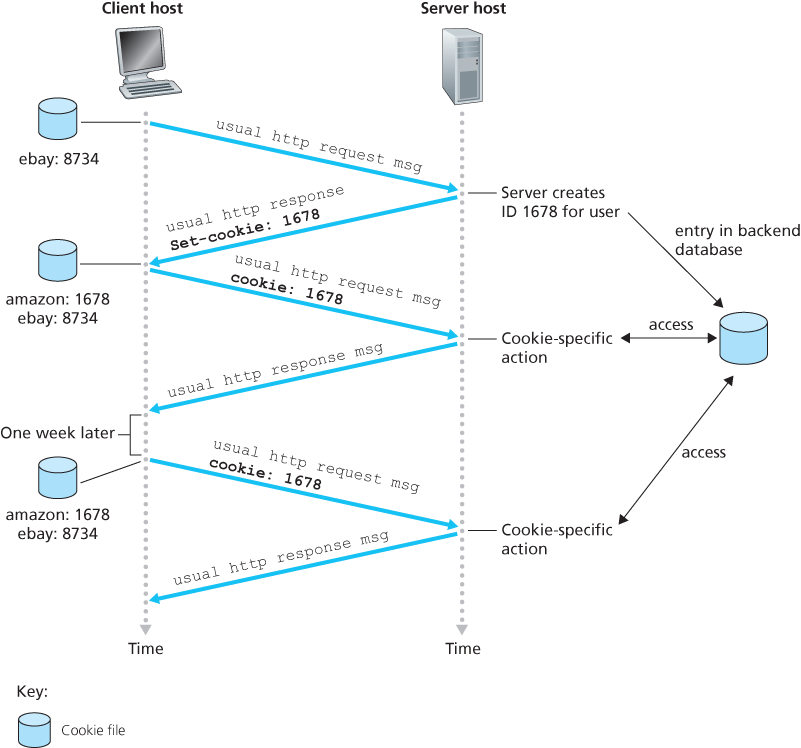 Client host
Server host
usual http request msg
ebay: 8734
Server creates
ID 1678 for user
usual http response
Set-cookie: 1678
entry in backend
database
usual http request msg
cookie: 1678
amazon: 1678
ebay: 8734
Cookie-specific
action
access
usual http response msg
One week later
usual http request msg
cookie: 1678
access
amazon: 1678
ebay: 8734
Cookie-specific
action
usual http response msg
Time
Time
Key:
Cookie file